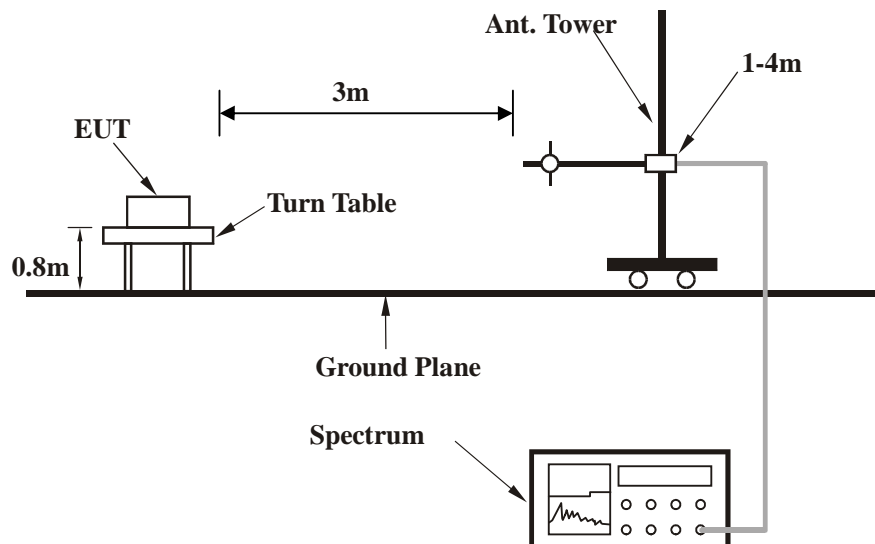 Ant. Tower
1-4m
3m
EUT
Turn Table
0.8m
Ground Plane
Spectrum